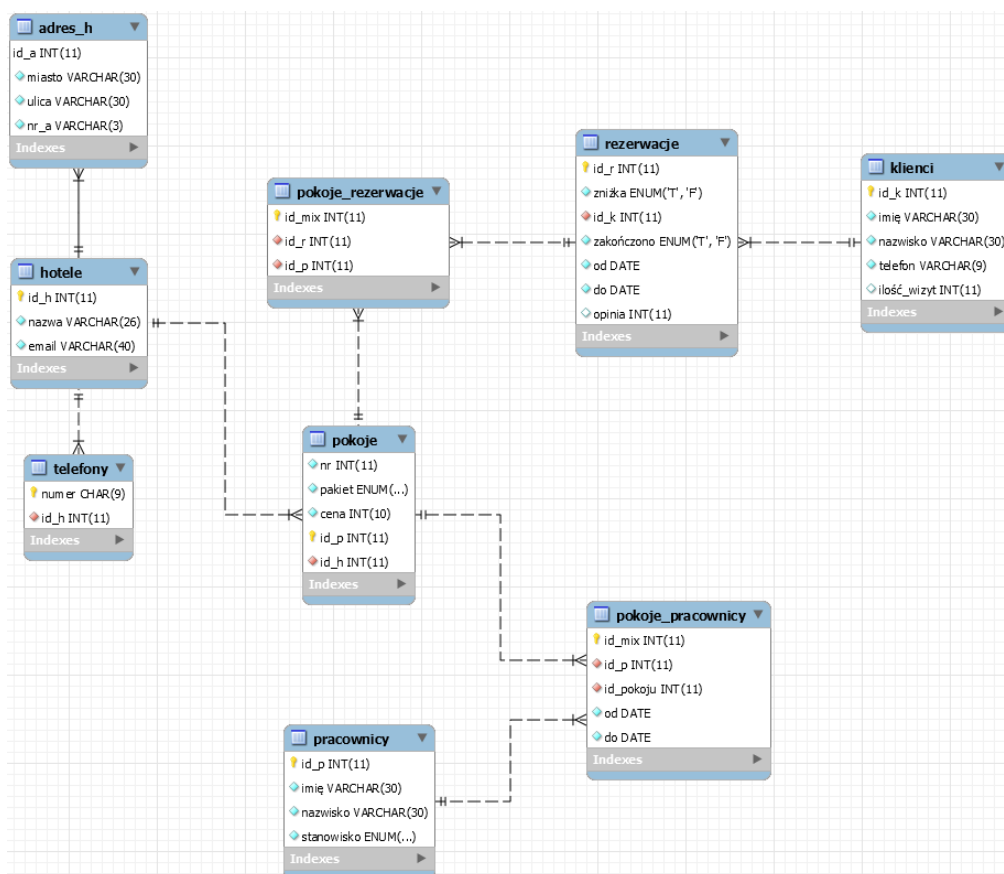 adres_h
id_a INT(11)
miasto VARCHAR(30)
ulica VARCHAR(30)
nr_a VARCHAR(3)
Indexes
hotele
id_h INT(11)
nazwa VARCHAR(26)
email VARCHAR(40)
Indexes
telefony
numer CHAR(9)
id_h INT(11)
Indexes
pokoje_rezerwacje
id_mix INT(11)
id_r INT(11)
id_p INT(11)
Indexes
rezerwacje
id_r INT(11)
zniżka ENUM('T', 'F')
id_k INT(11)
zakończono ENUM('T', 'F')
od DATE
do DATE
opinia INT(11)
Indexes
klienci
id_k INT(11)
imię VARCHAR(30)
nazwisko VARCHAR(30)
telefon VARCHAR(9)
ilość_wizyt INT(11)
Indexes
pokoje
nr INT(11)
pakiet ENUM(...)
cena INT(10)
id_p INT(11)
id_h INT(11)
Indexes
pokoje_pracownicy
id_mix INT(11)
id_p INT(11)
id_pokoju INT(11)
od DATE
do DATE
Indexes
pracownicy
id_p INT(11)
imię VARCHAR(30)
nazwisko VARCHAR(30)
stanowisko ENUM(...)
Indexes